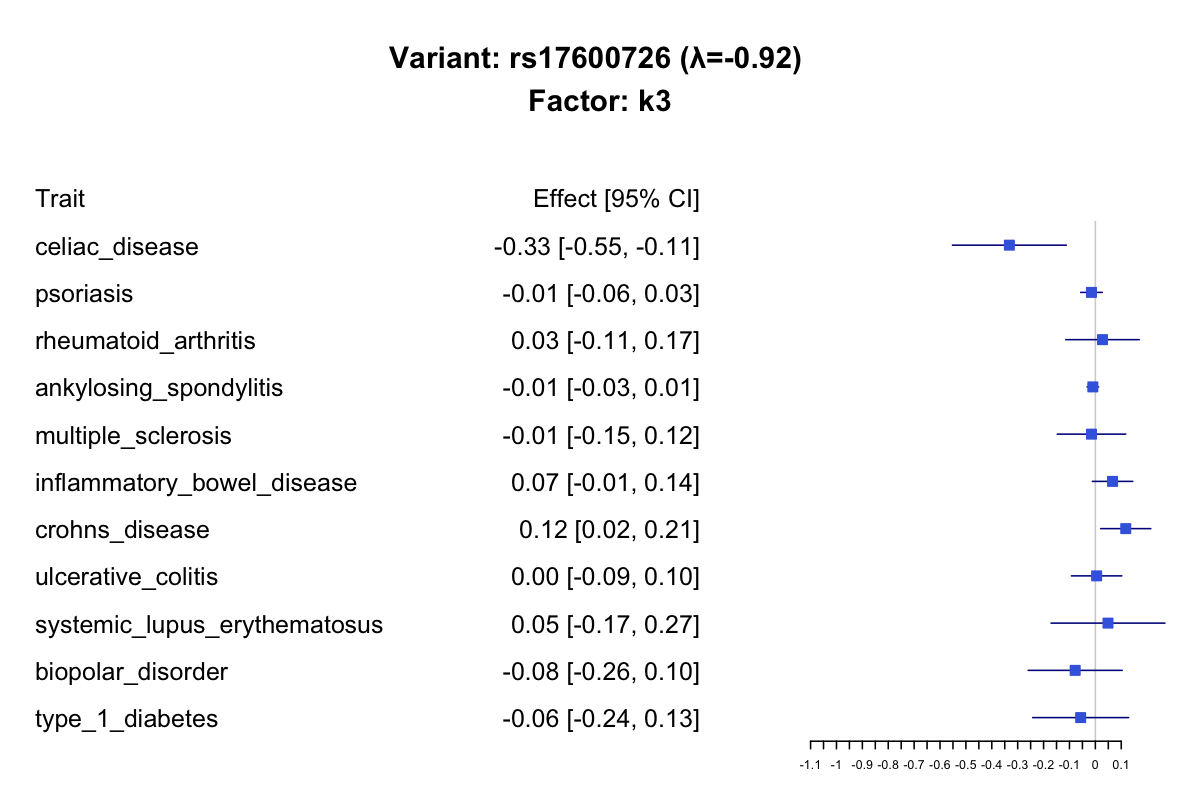 Variant: rs17600726 (λ=-0.92)
Factor: k3
Trait Effect [95% CI]
celiac_disease -0.33 [-0.55, -0.11]
psoriasis -0.01 [-0.06, 0.03]
rheumatoid_arthritis 0.03 [-0.11, 0.17]
ankylosing_spondylitis -0.01 [-0.03, 0.01]
multiple_sclerosis -0.01 [-0.15, 0.12]
inflammatory_bowel_disease 0.07 [-0.01, 0.14]
crohns_disease 0.12 [0.02, 0.21]
ulcerative_colitis 0.00 [-0.09, 0.10]
systemic_lupus_erythematosus 0.05 [-0.17, 0.27]
biopolar_disorder -0.08 [-0.26, 0.10]
type_1_diabetes -0.06 [-0.24, 0.13]
-1.1 -1 -0.9 -0.8 -0.7 -0.6 -0.5 -0.4 -0.3 -0.2 -0.1 0 0.1